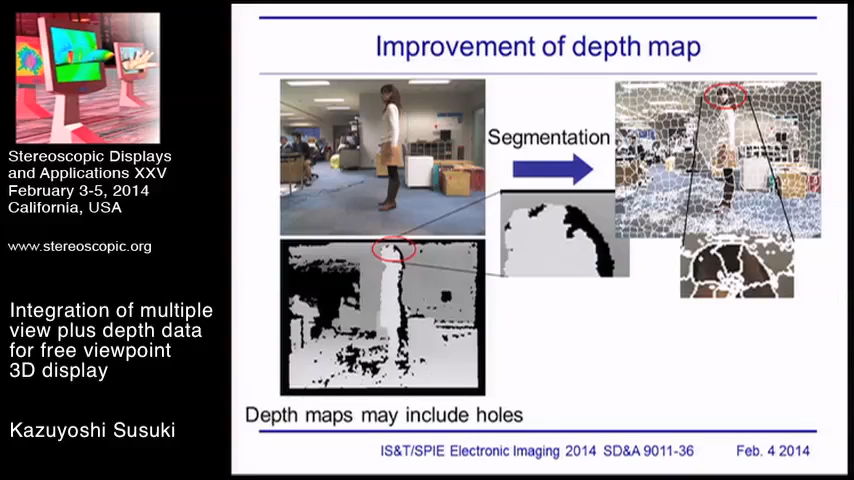 Stereoscopic Displays
and Applications XXV
February 3-5, 2014
California, USA
www.stereoscopic.org
Integration of multiple
view plus depth data
for free viewpoint
3D display
Kazuyoshi Susuki
Improvement of depth map
Segmentation
Depth maps may include holes
IS&T/SPIE Electronic Imaging 2014 SD&A 9011-36
Feb. 4 2014